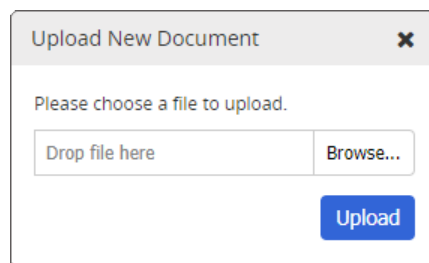 Upload New Document
Please choose a file to upload.
Drop file here Browse...
Upload